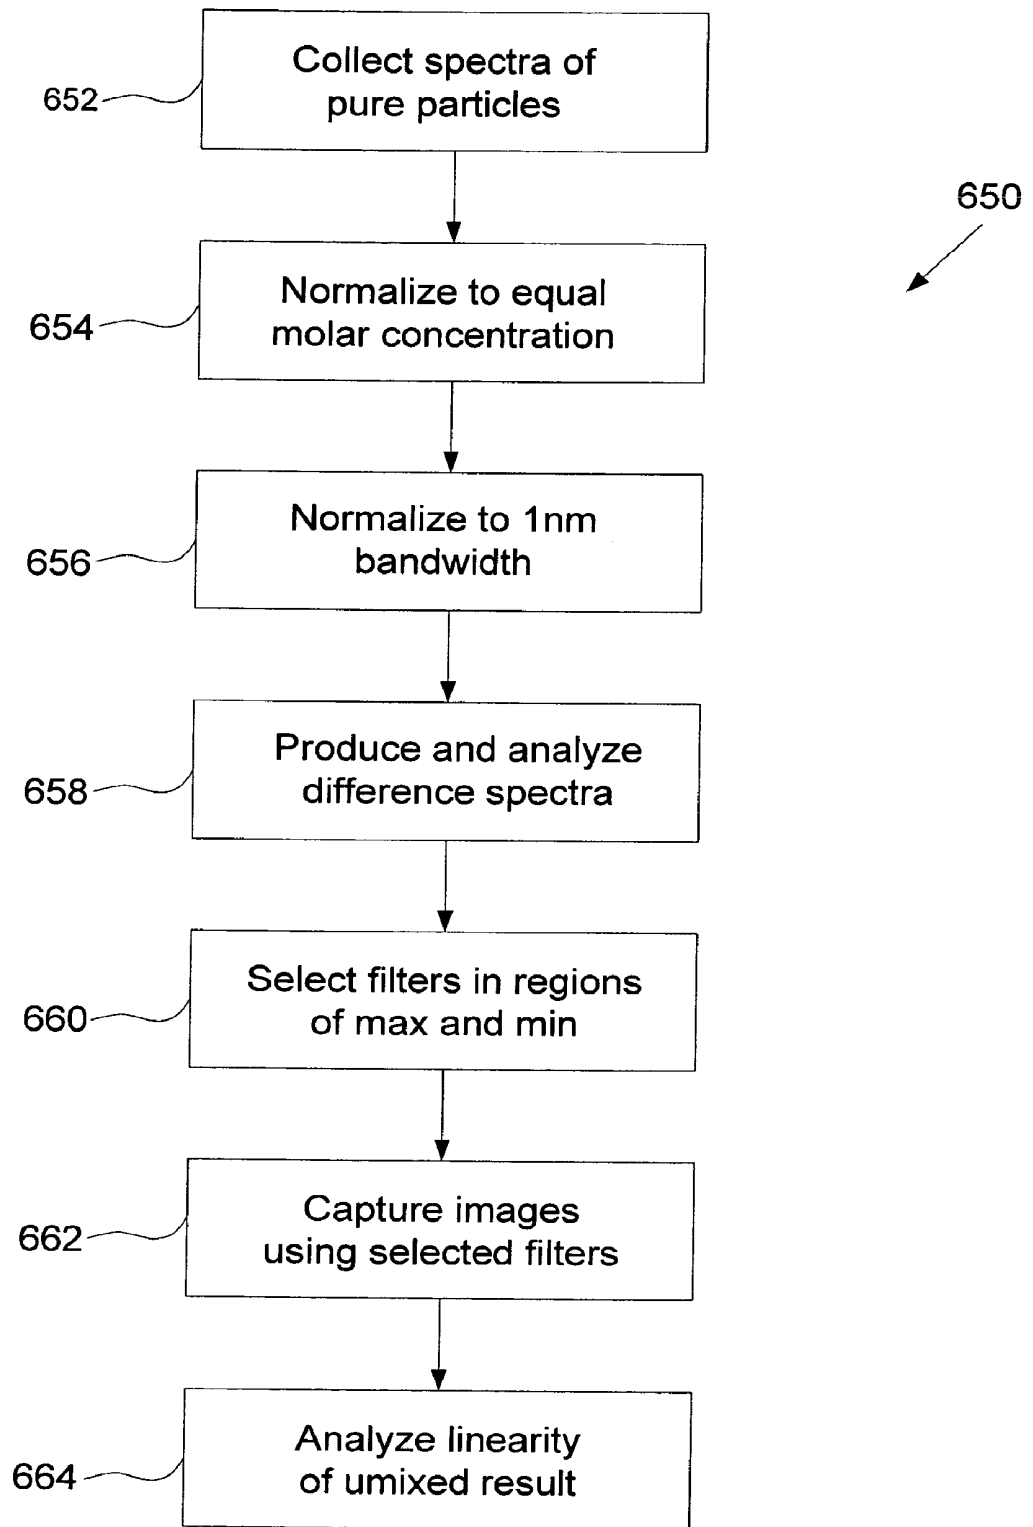 Collect spectra of
pure particles
652
650
Normalize to equal
molar concentration
654
Normalize to 1nm
bandwidth
656
Produce and analyze
difference spectra
658
Select filters in regions
of max and min
660
Capture images
using selected filters
662
Analyze linearity
of umixed result
664